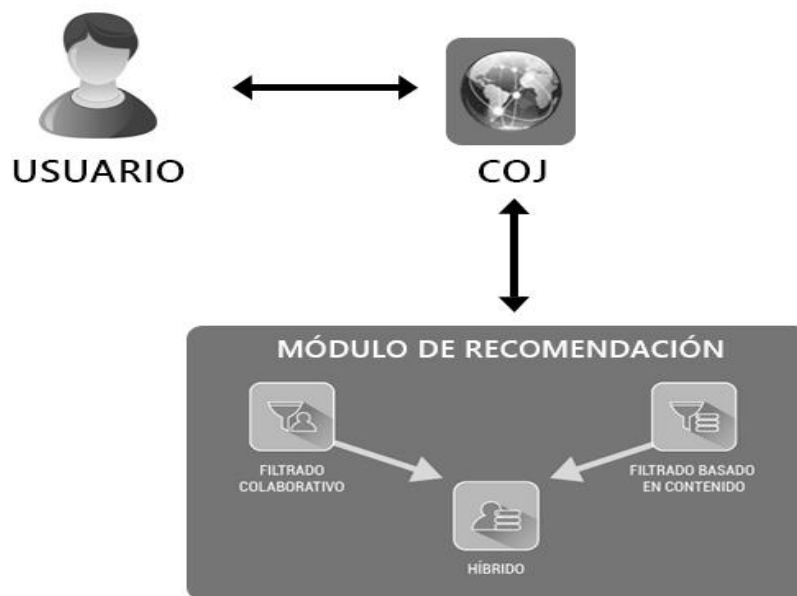 USUARIO
COJ
MÓDULO DE RECOMENDACIÓN
FILTRADO
COLABORATIVO
FILTRADO BASADO
EN CONTENIDO
HÍBRIDO